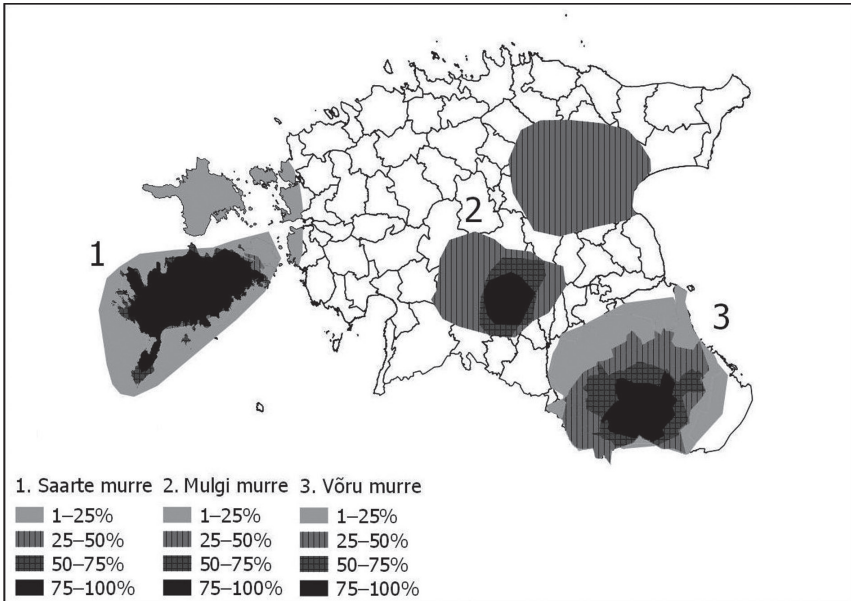 2
1
3
1. Saarte murre 2. Mulgi murre 3. Võru murre
1–25% 1–25% 1–25%
25–50% 25–50% 25–50%
50–75% 50–75% 50–75%
75–100% 75–100% 75–100%